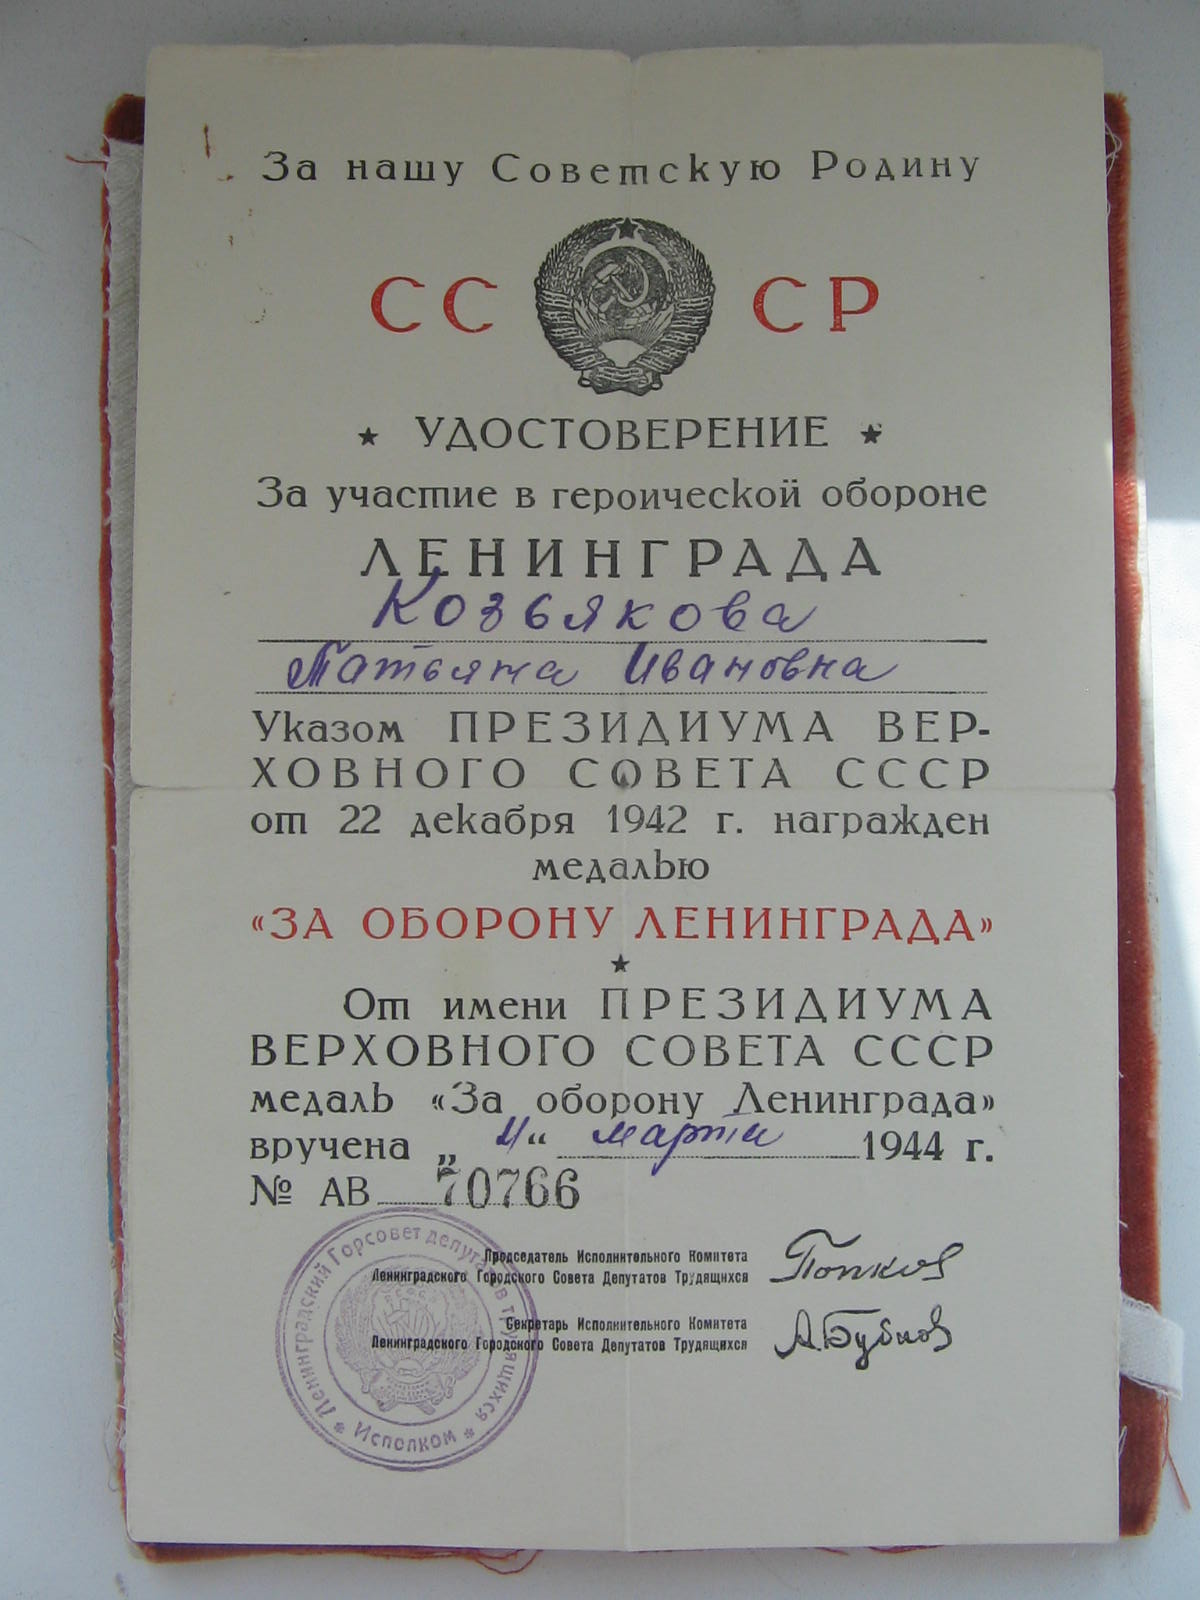 За нашу Советскую Родину
СССР
УДОСТОВЕРЕНИЕ
За участие в героической обороне
ЛЕНИНГРАДА
Козьякова
Татьяна Ивановна
Указом ПРЕЗИДИУМА ВЕР-
ХОВНОГО СОВЕТА СССР
от 22 декабря 1942 г. награжден
медалью
«ЗА ОБОРОНУ ЛЕНИНГРАДА»
От имени ПРЕЗИДИУМА
ВЕРХОВНОГО СОВЕТА СССР
медаль «За оборону Ленинграда»
вручена „ “ марта 1944 г.
№ АВ 70766
Председатель Исполнительного Комитета
Ленинградского Городского Совета Депутатов Трудящихся
Попков
Секретарь Исполнительного Комитета
Ленинградского Городского Совета Депутатов Трудящихся
А.Бубнов
Ленинградский Горсовет депутатов трудящихся
Исполком